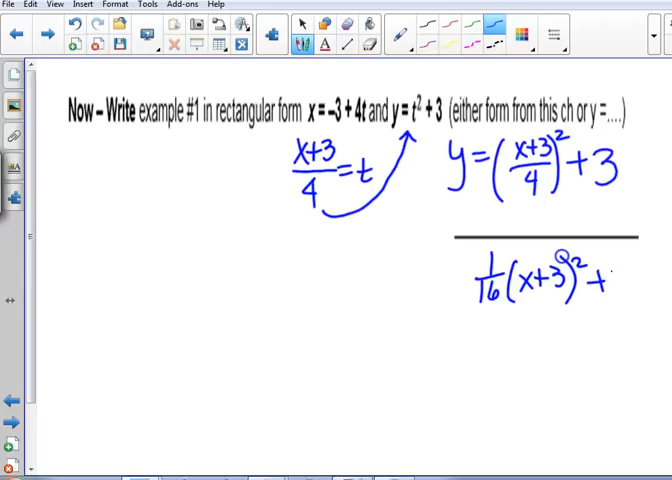 File Edit View Insert Format Tools Add-ons Help
Now – Write example #1 in rectangular form x = –3 + 4t and y = t² + 3 (either form from this ch or y =....)
(x+3)/4 = t
y = ((x+3)/4)² + 3
1/16 (x+3)² +